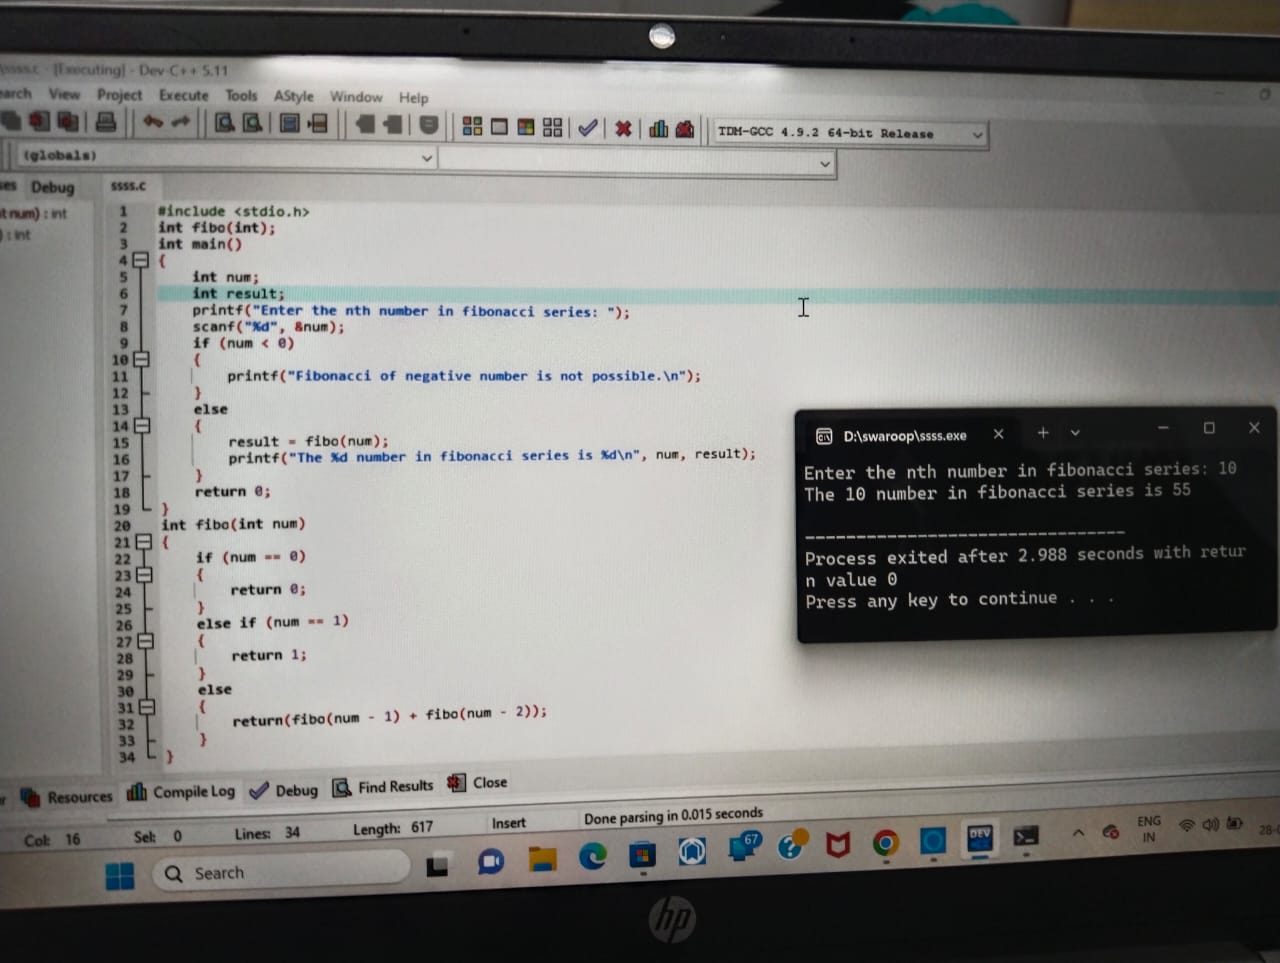 ssss.c - [Executing] - Dev-C++ 5.11
View Project Execute Tools AStyle Window Help
TDM-GCC 4.9.2 64-bit Release
(globals)
Debug ssss.c
1 #include <stdio.h>
2 int fibo(int);
3 int main()
4 {
5 int num;
6 int result;
7 printf("Enter the nth number in fibonacci series: ");
8 scanf("%d", &num);
9 if (num < 0)
10 {
11 printf("Fibonacci of negative number is not possible.\n");
12 }
13 else
14 {
15 result = fibo(num);
16 printf("The %d number in fibonacci series is %d\n", num, result);
17 }
18 return 0;
19 }
20 int fibo(int num)
21 {
22 if (num == 0)
23 {
24 return 0;
25 }
26 else if (num == 1)
27 {
28 return 1;
29 }
30 else
31 {
32 return(fibo(num - 1) + fibo(num - 2));
33 }
34 }
num) : int
) : int
D:\swaroop\ssss.exe
Enter the nth number in fibonacci series: 10
The 10 number in fibonacci series is 55
--------------------------------
Process exited after 2.988 seconds with retur
n value 0
Press any key to continue . . .
Resources Compile Log Debug Find Results Close
Col: 16 Sel: 0 Lines: 34 Length: 617 Insert Done parsing in 0.015 seconds
Search
67
DEV
ENG
IN
28-
hp